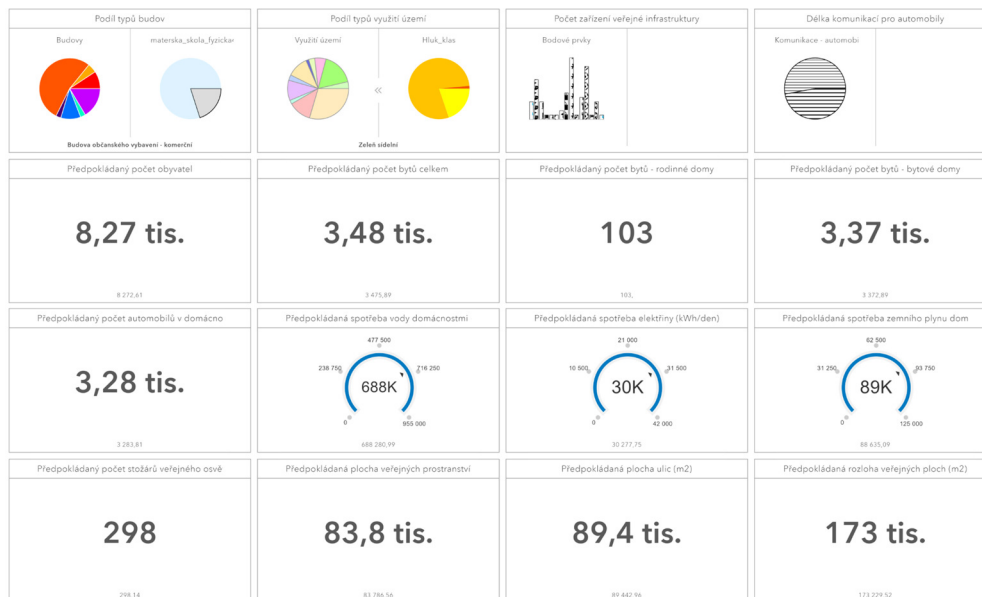 Podíl typů budov
Podíl typů využití území
Počet zařízení veřejné infrastruktury
Délka komunikací pro automobily
Budovy
materska_skola_fyzicka
Využití území
Hluk_klas
Bodové prvky
Komunikace - automobi
«
Budova občanského vybavení - komerční
Zeleň sídelní
Předpokládaný počet obyvatel
Předpokládaný počet bytů celkem
Předpokládaný počet bytů - rodinné domy
Předpokládaný počet bytů - bytové domy
8,27 tis.
3,48 tis.
103
3,37 tis.
8 272,61
3 475,89
103,
3 372,89
Předpokládaný počet automobilů v domácno
Předpokládaná spotřeba vody domácnostmi
Předpokládaná spotřeba elektřiny (kWh/den)
Předpokládaná spotřeba zemního plynu dom
3,28 tis.
477 500
238 750
716 250
688K
0
955 000
21 000
10 500
31 500
30K
0
42 000
62 500
31 250
93 750
89K
0
125 000
3 283,81
688 280,99
30 277,75
88 635,09
Předpokládaný počet stožárů veřejného osvě
Předpokládaná plocha veřejných prostranství
Předpokládaná plocha ulic (m2)
Předpokládaná rozloha veřejných ploch (m2)
298
83,8 tis.
89,4 tis.
173 tis.
298,14
83 786,56
89 442,96
173 229,52